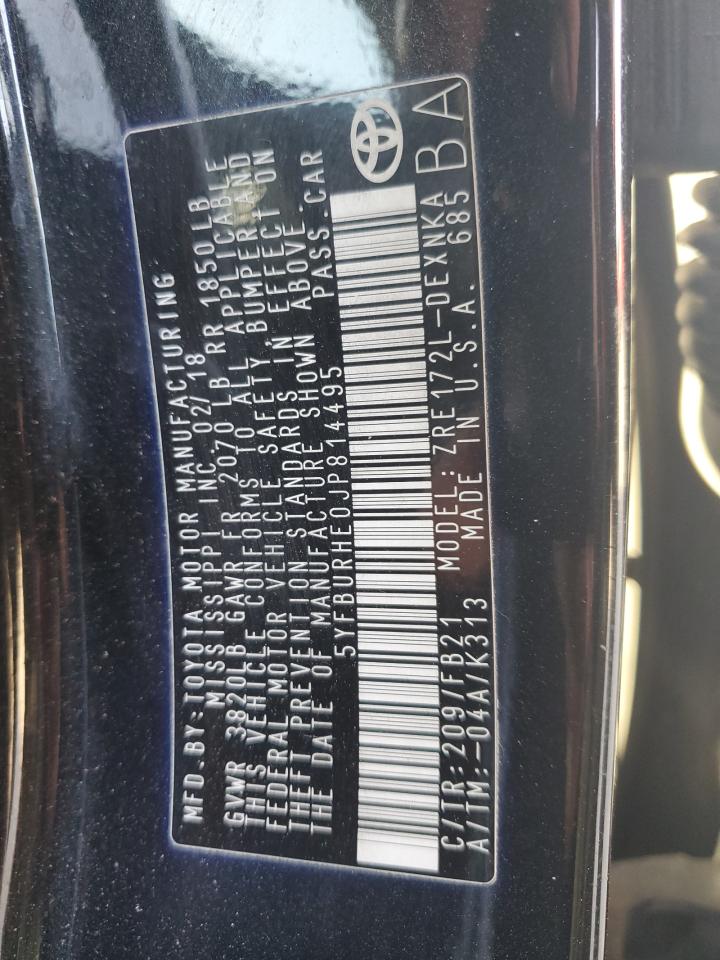 MFD.BY:TOYOTA MOTOR MANUFACTURING
MISSISSIPPI INC.02/18
GVWR 3820LB GAWR FR 2070 LB RR 1850LB
THIS VEHICLE CONFORMS TO ALL APPLICABLE
FEDERAL MOTOR VEHICLE SAFETY,BUMPER,AND
THEFT PREVENTION STANDARDS IN EFFECT ON
THE DATE OF MANUFACTURE SHOWN ABOVE.
5YFBURHE0JP814495 PASS.CAR
C/TR:209/FB21 MODEL:ZRE172L-DEXNKA
A/TM:-04A/K313 MADE IN U.S.A. 685
BA